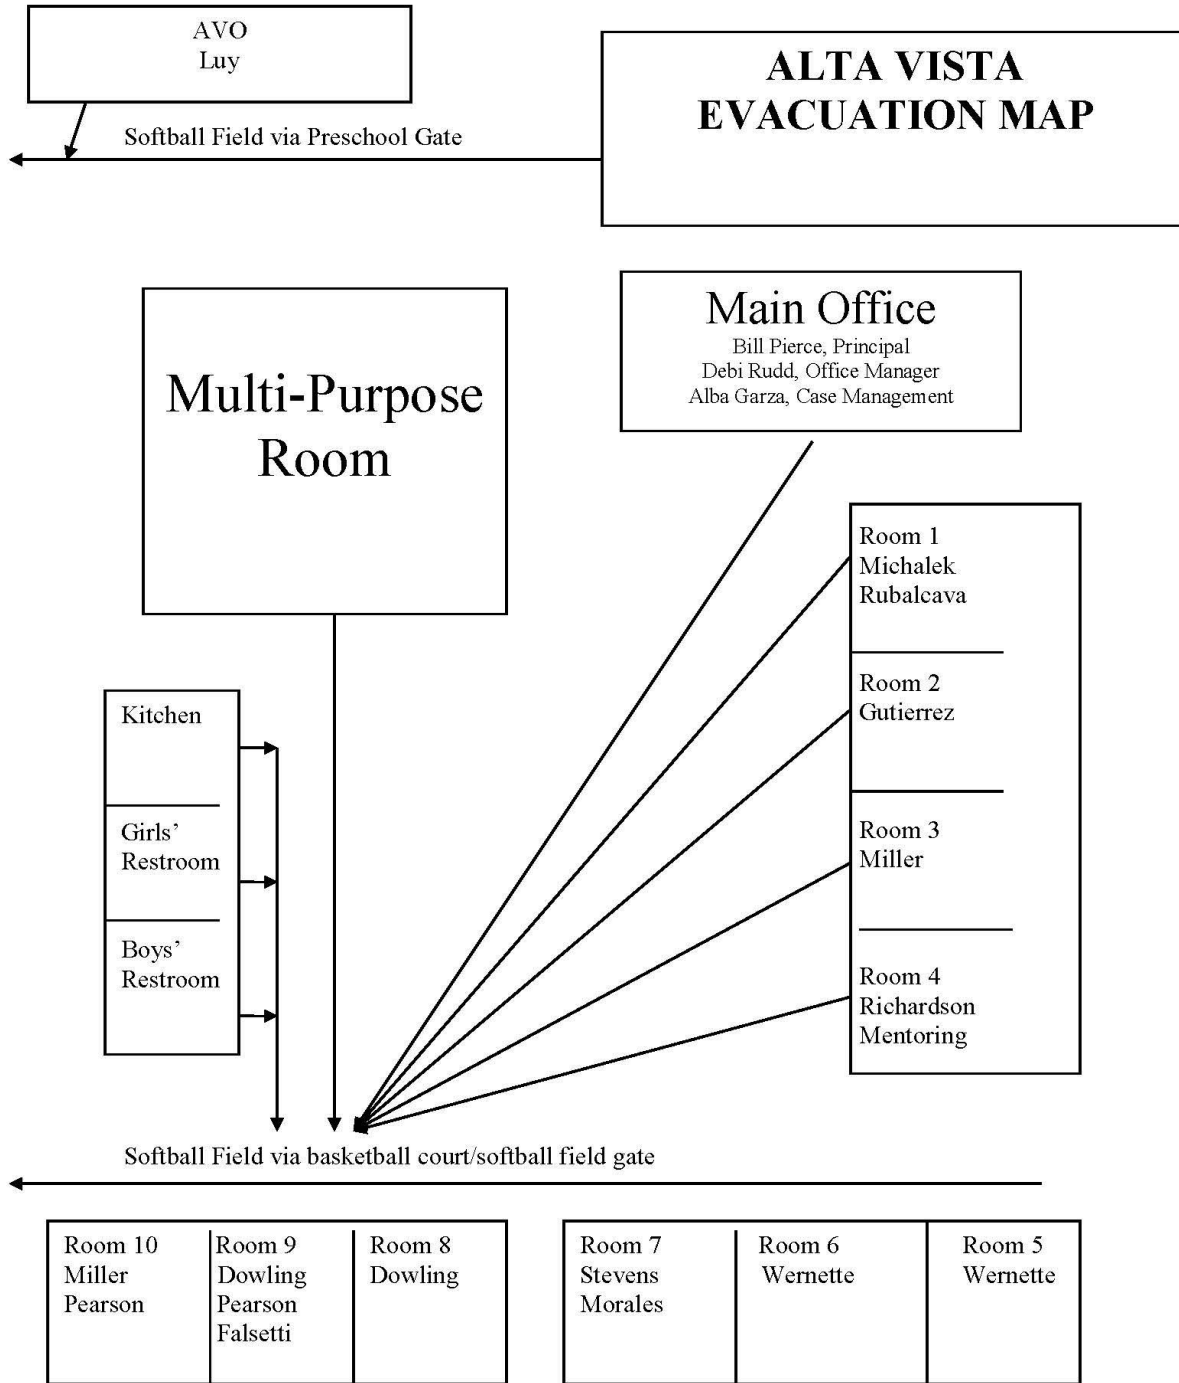 AVO
Luy
ALTA VISTA
EVACUATION MAP
Softball Field via Preschool Gate
Main Office
Bill Pierce, Principal
Debi Rudd, Office Manager
Alba Garza, Case Management
Multi-Purpose
Room
Room 1
Michalek
Rubalcava
Room 2
Gutierrez
Room 3
Miller
Room 4
Richardson
Mentoring
Kitchen
Girls’
Restroom
Boys’
Restroom
Softball Field via basketball court/softball field gate
Room 10
Miller
Pearson
Room 9
Dowling
Pearson
Falsetti
Room 8
Dowling
Room 7
Stevens
Morales
Room 6
Wernette
Room 5
Wernette